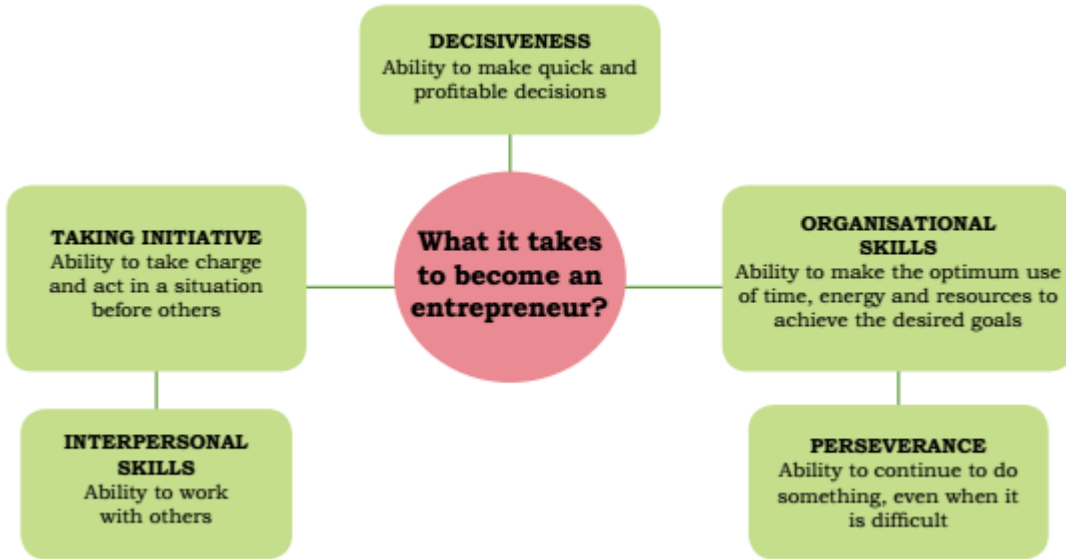 DECISIVENESS
Ability to make quick and
profitable decisions
TAKING INITIATIVE
Ability to take charge
and act in a situation
before others
What it takes
to become an
entrepreneur?
ORGANISATIONAL
SKILLS
Ability to make the optimum use
of time, energy and resources to
achieve the desired goals
INTERPERSONAL
SKILLS
Ability to work
with others
PERSEVERANCE
Ability to continue to do
something, even when it
is difficult